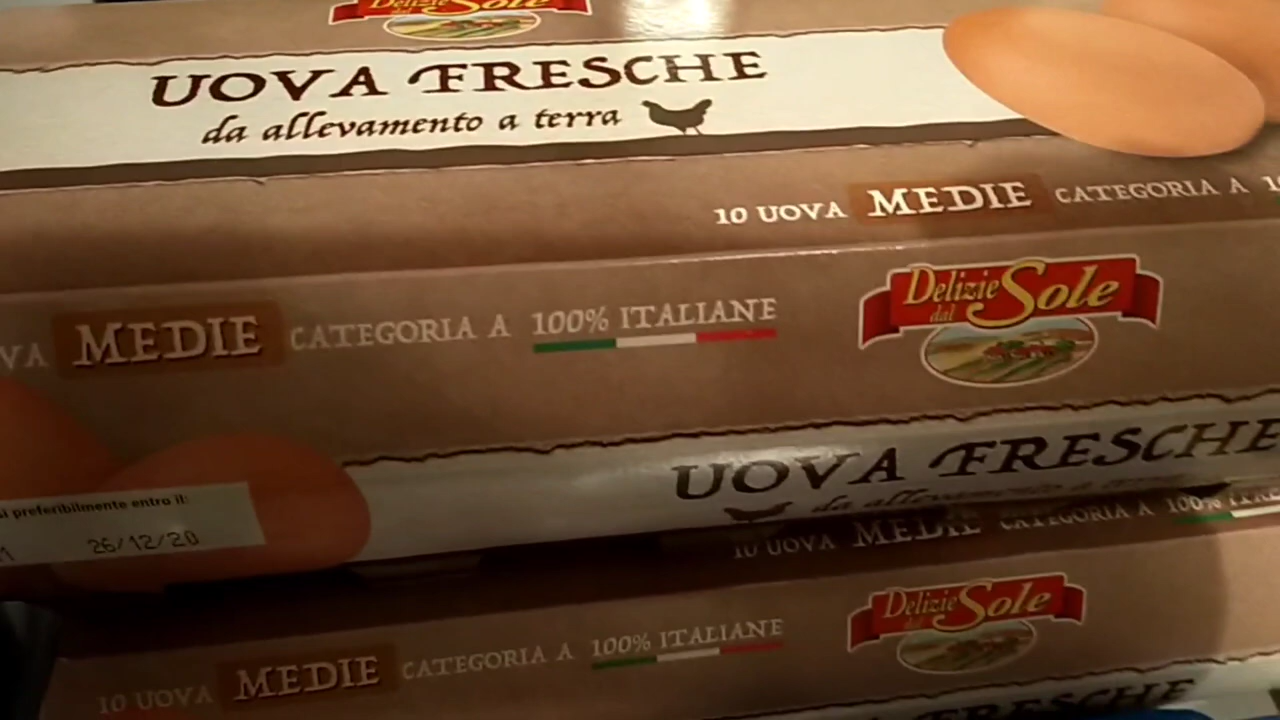 Delizie
dal Sole
UOVA FRESCHE
da allevamento a terra
10 UOVA MEDIE CATEGORIA A
MEDIE CATEGORIA A 100% ITALIANE
Delizie
dal Sole
UOVA FRESCHE
da allevamento a terra
preferibilmente entro il:
26/12/20
10 UOVA MEDIE CATEGORIA A 100%
Delizie
dal Sole
10 UOVA MEDIE CATEGORIA A 100% ITALIANE
FRESCHE